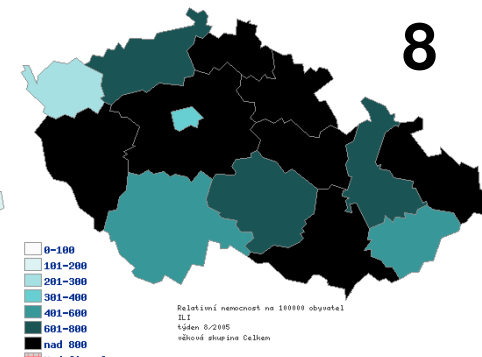 8
0-100
101-200
201-300
301-400
401-600
601-800
nad 800
Relativní nemocnost na 100000 obyvatel
ILI
týden 8/2005
věková skupina Celkem